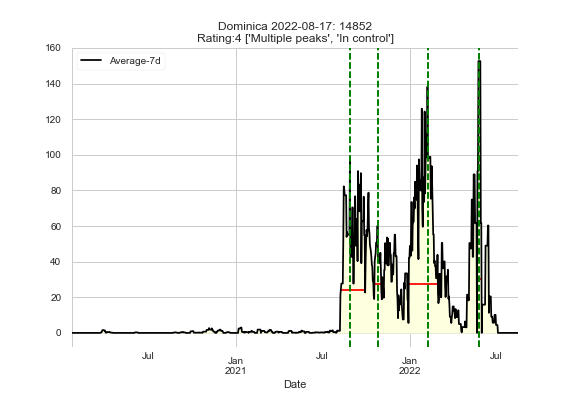 Dominica 2022-08-17: 14852
Rating:4 ['Multiple peaks', 'In control']
Average-7d
160
140
120
100
80
60
40
20
0
Jul
Jan
2021
Jul
Jan
2022
Jul
Date